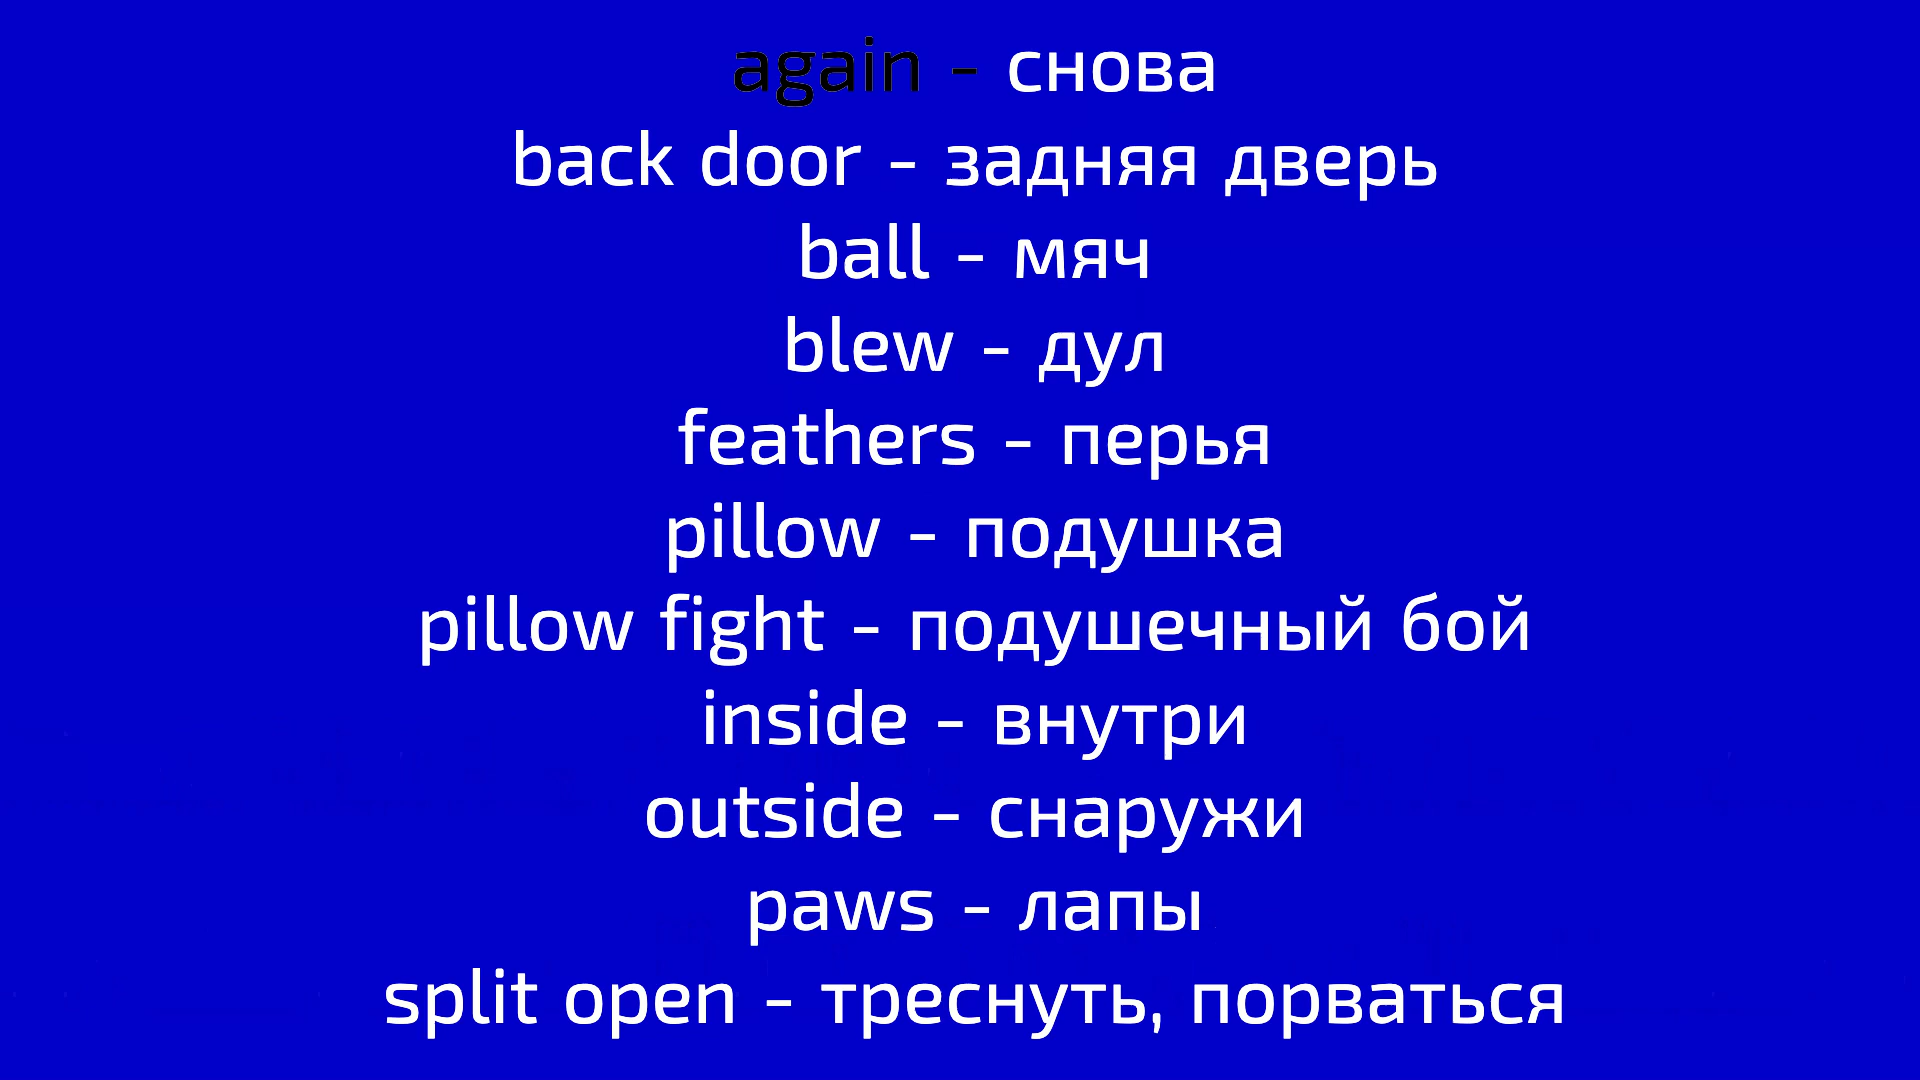 again - снова
back door - задняя дверь
ball - мяч
blew - дул
feathers - перья
pillow - подушка
pillow fight - подушечный бой
inside - внутри
outside - снаружи
paws - лапы
split open - треснуть, порваться